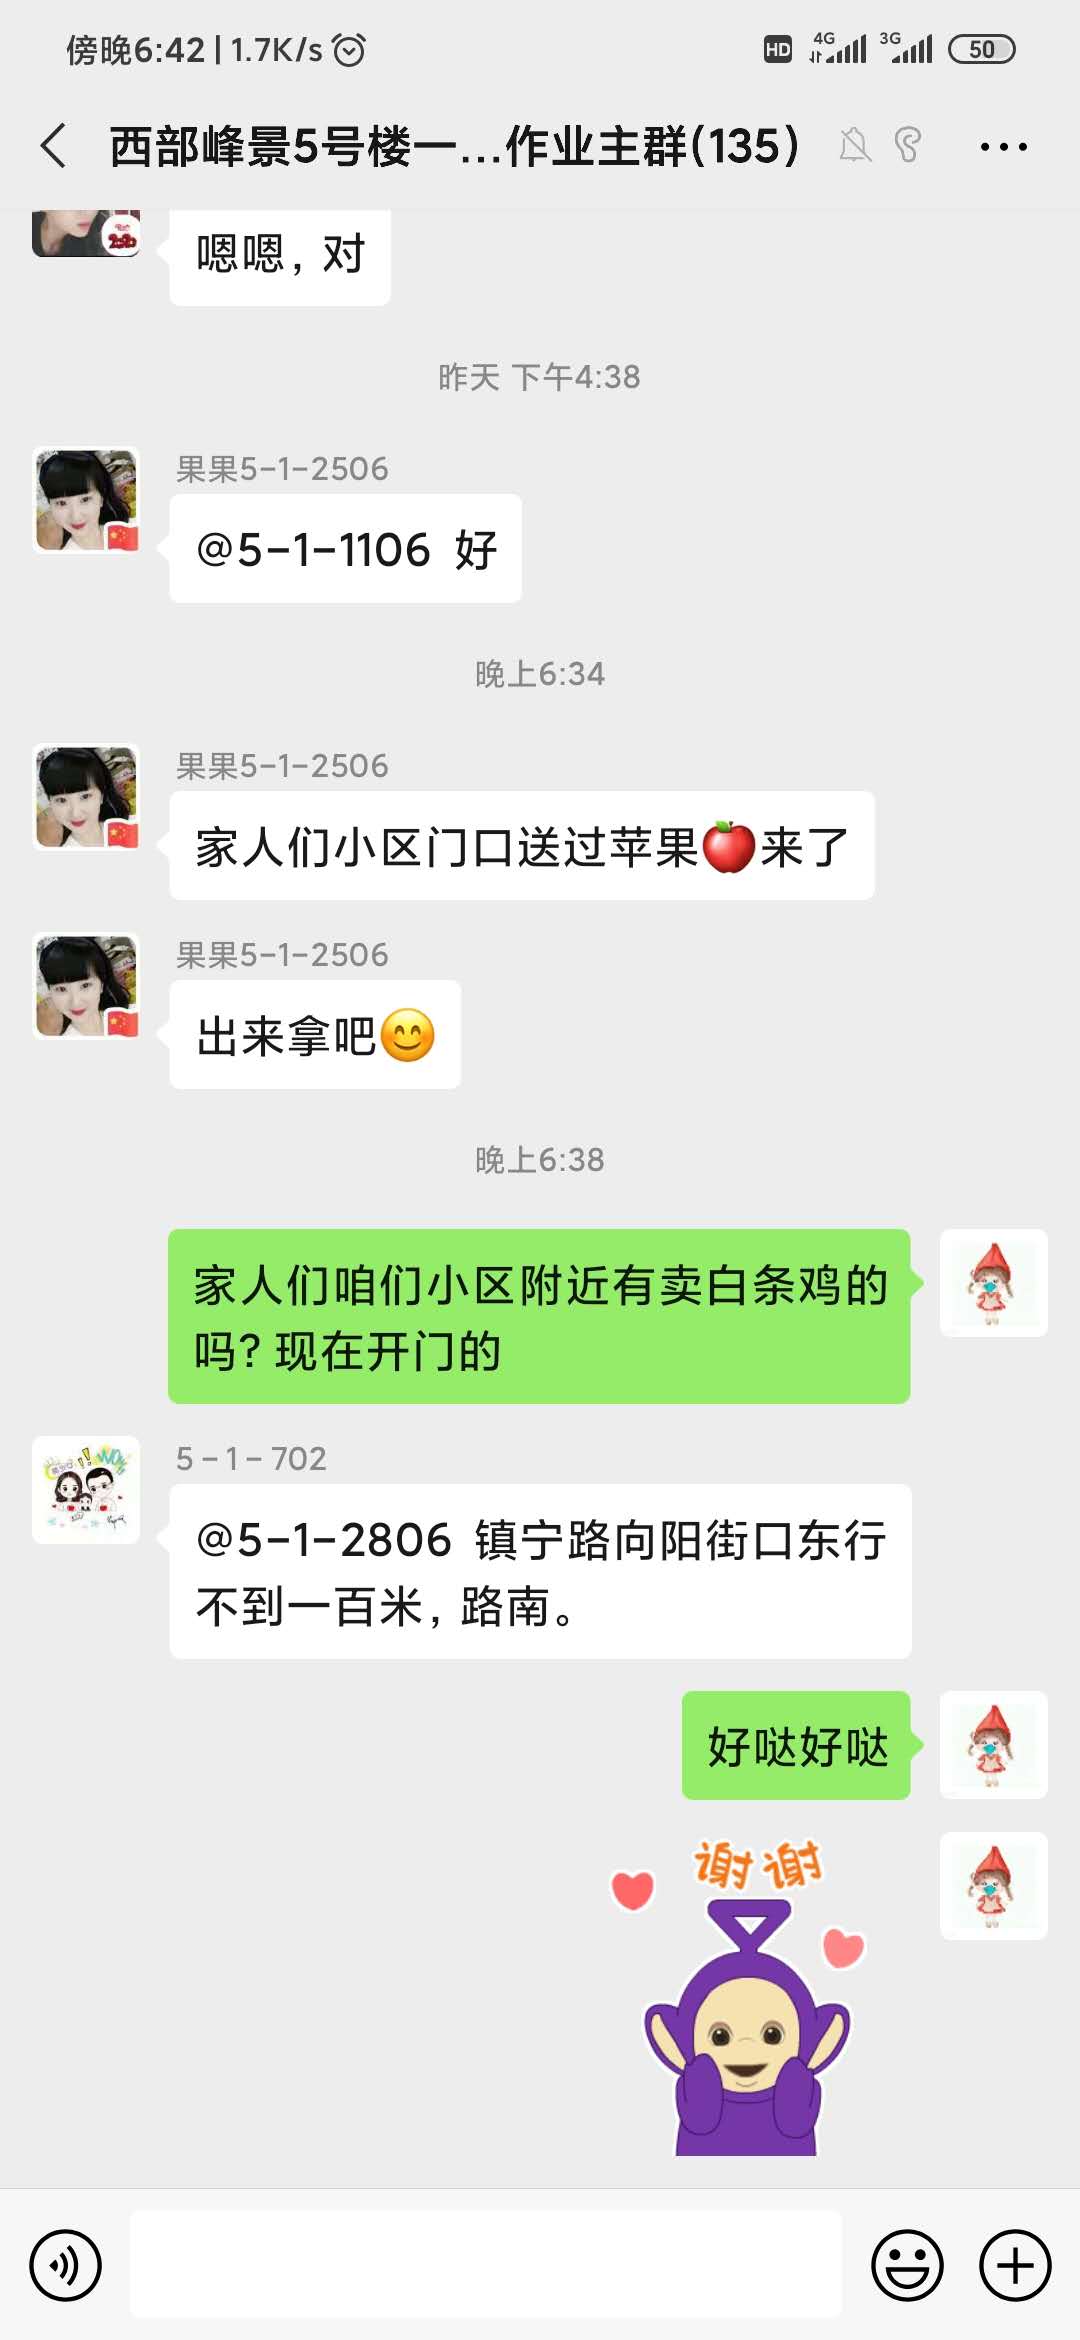 傍晚6:42 | 1.7K/s
HD 4G 3G 50
西部峰景5号楼一...作业主群(135)
嗯嗯，对
昨天 下午4:38
果果5-1-2506
@5-1-1106 好
晚上6:34
果果5-1-2506
家人们小区门口送过苹果🍎来了
果果5-1-2506
出来拿吧😊
晚上6:38
家人们咱们小区附近有卖白条鸡的
吗？现在开门的
5-1-702
@5-1-2806 镇宁路向阳街口东行
不到一百米，路南。
好哒好哒
谢谢